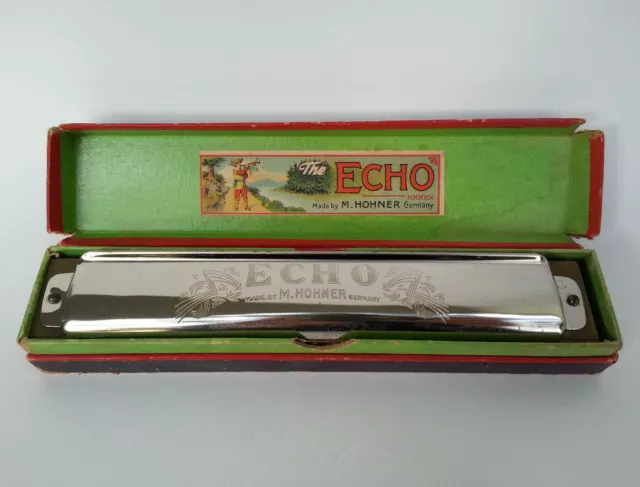 The ECHO
Made by M. HOHNER Germany
ECHO
MADE BY M. HOHNER GERMANY